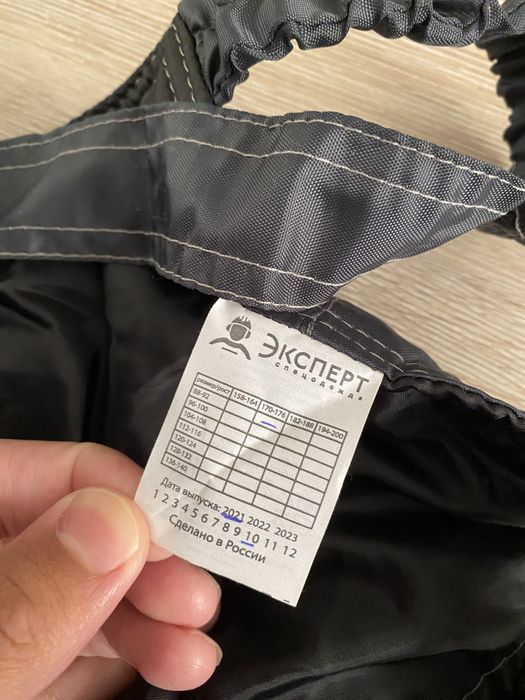 ЭКСПЕРТ
СПЕЦОДЕЖДА
размер/рост 158-164 170-176 182-188 194-200
88-92
96-100
104-108
112-116
120-124
128-132
136-140
Дата выпуска: 2021 2022 2023
1 2 3 4 5 6 7 8 9 10 11 12
Сделано в России